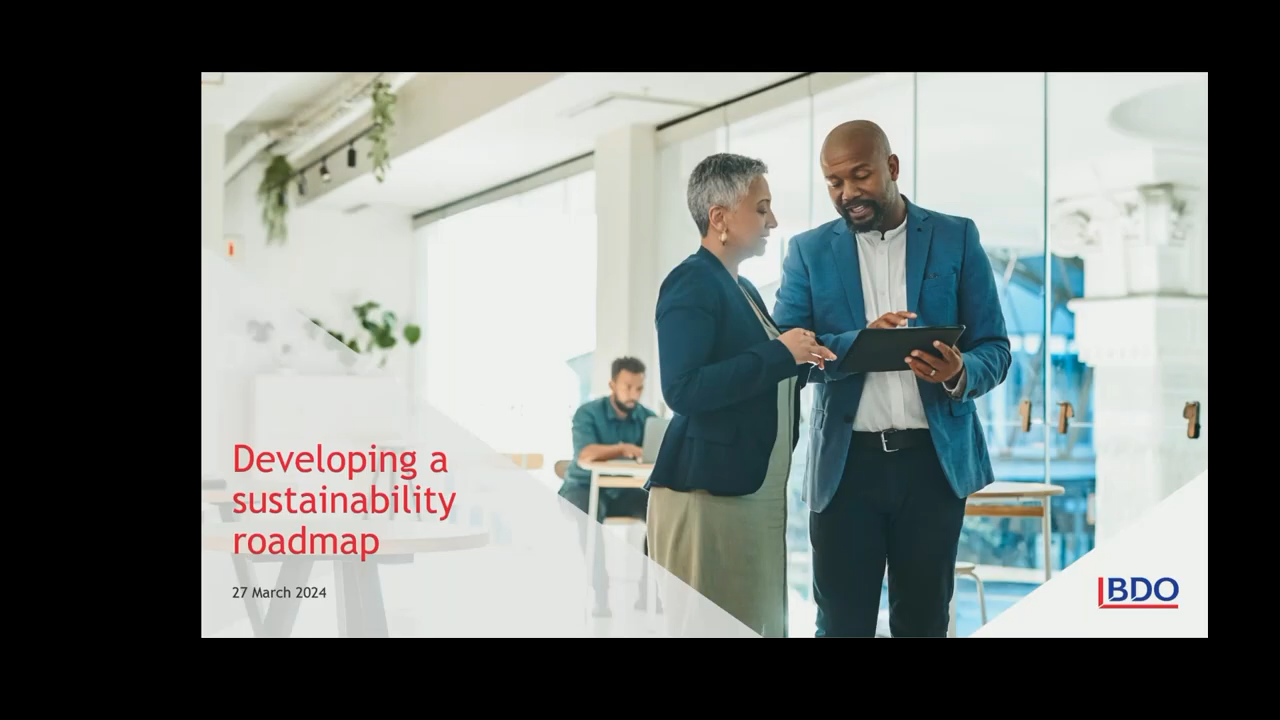 Developing a
sustainability
roadmap
27 March 2024
BDO